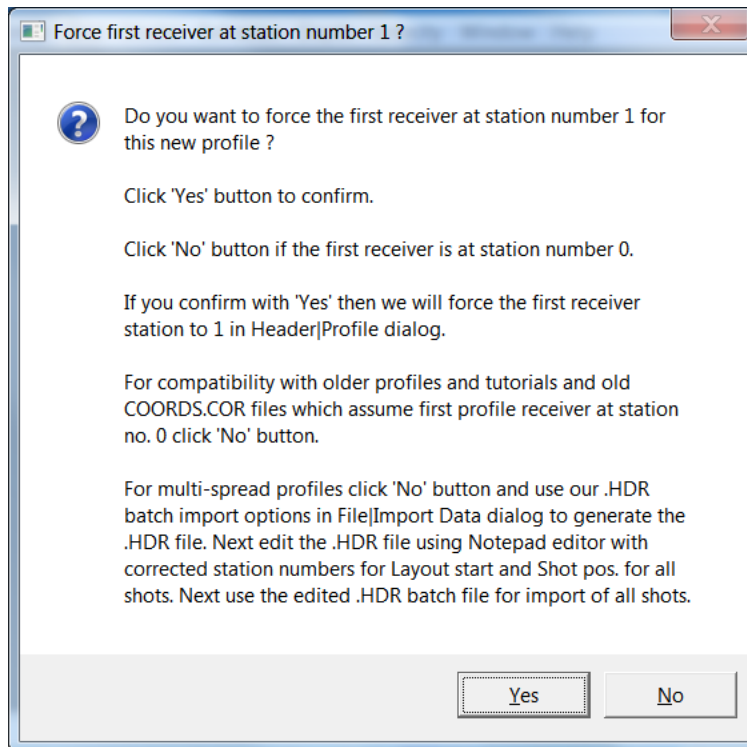 Force first receiver at station number 1 ?
Do you want to force the first receiver at station number 1 for
this new profile ?
Click 'Yes' button to confirm.
Click 'No' button if the first receiver is at station number 0.
If you confirm with 'Yes' then we will force the first receiver
station to 1 in Header|Profile dialog.
For compatibility with older profiles and tutorials and old
COORDS.COR files which assume first profile receiver at station
no. 0 click 'No' button.
For multi-spread profiles click 'No' button and use our .HDR
batch import options in File|Import Data dialog to generate the
.HDR file. Next edit the .HDR file using Notepad editor with
corrected station numbers for Layout start and Shot pos. for all
shots. Next use the edited .HDR batch file for import of all shots.
Yes No